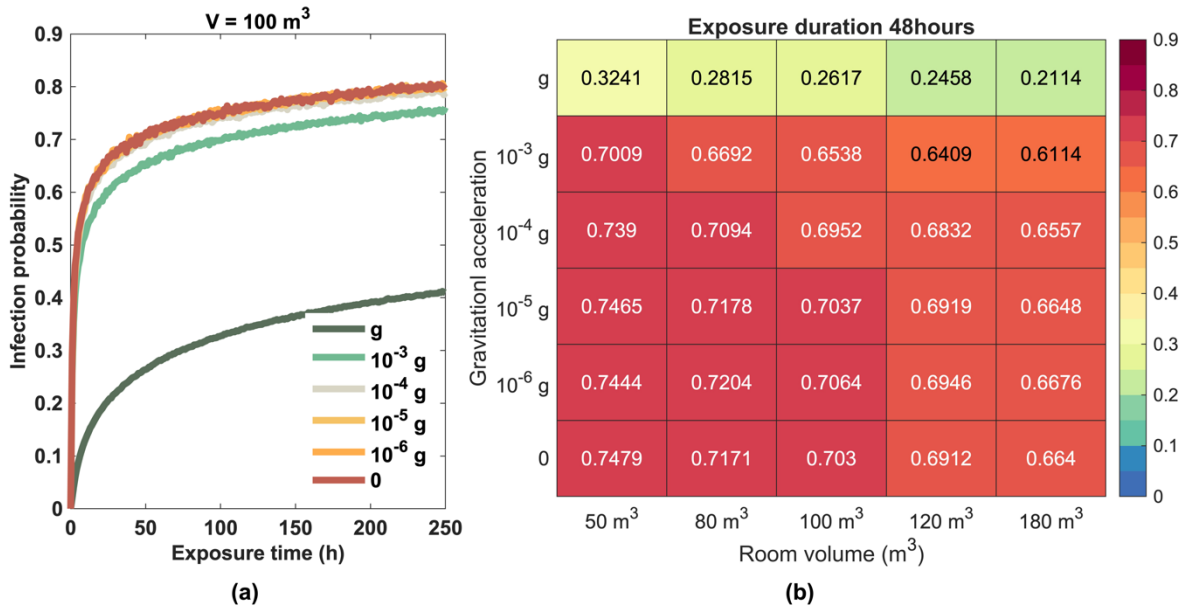 V = 100 m³
0.9
0.8
0.7
0.6
0.5
0.4
0.3
0.2
0.1
0
Infection probability
g
10⁻³ g
10⁻⁴ g
10⁻⁵ g
10⁻⁶ g
0
0 50 100 150 200 250
Exposure time (h)
(a)
Exposure duration 48hours
Gravitationl acceleration
g 0.3241 0.2815 0.2617 0.2458 0.2114
10⁻³ g 0.7009 0.6692 0.6538 0.6409 0.6114
10⁻⁴ g 0.739 0.7094 0.6952 0.6832 0.6557
10⁻⁵ g 0.7465 0.7178 0.7037 0.6919 0.6648
10⁻⁶ g 0.7444 0.7204 0.7064 0.6946 0.6676
0 0.7479 0.7171 0.703 0.6912 0.664
50 m³ 80 m³ 100 m³ 120 m³ 180 m³
Room volume (m³)
0.9
0.8
0.7
0.6
0.5
0.4
0.3
0.2
0.1
0
(b)